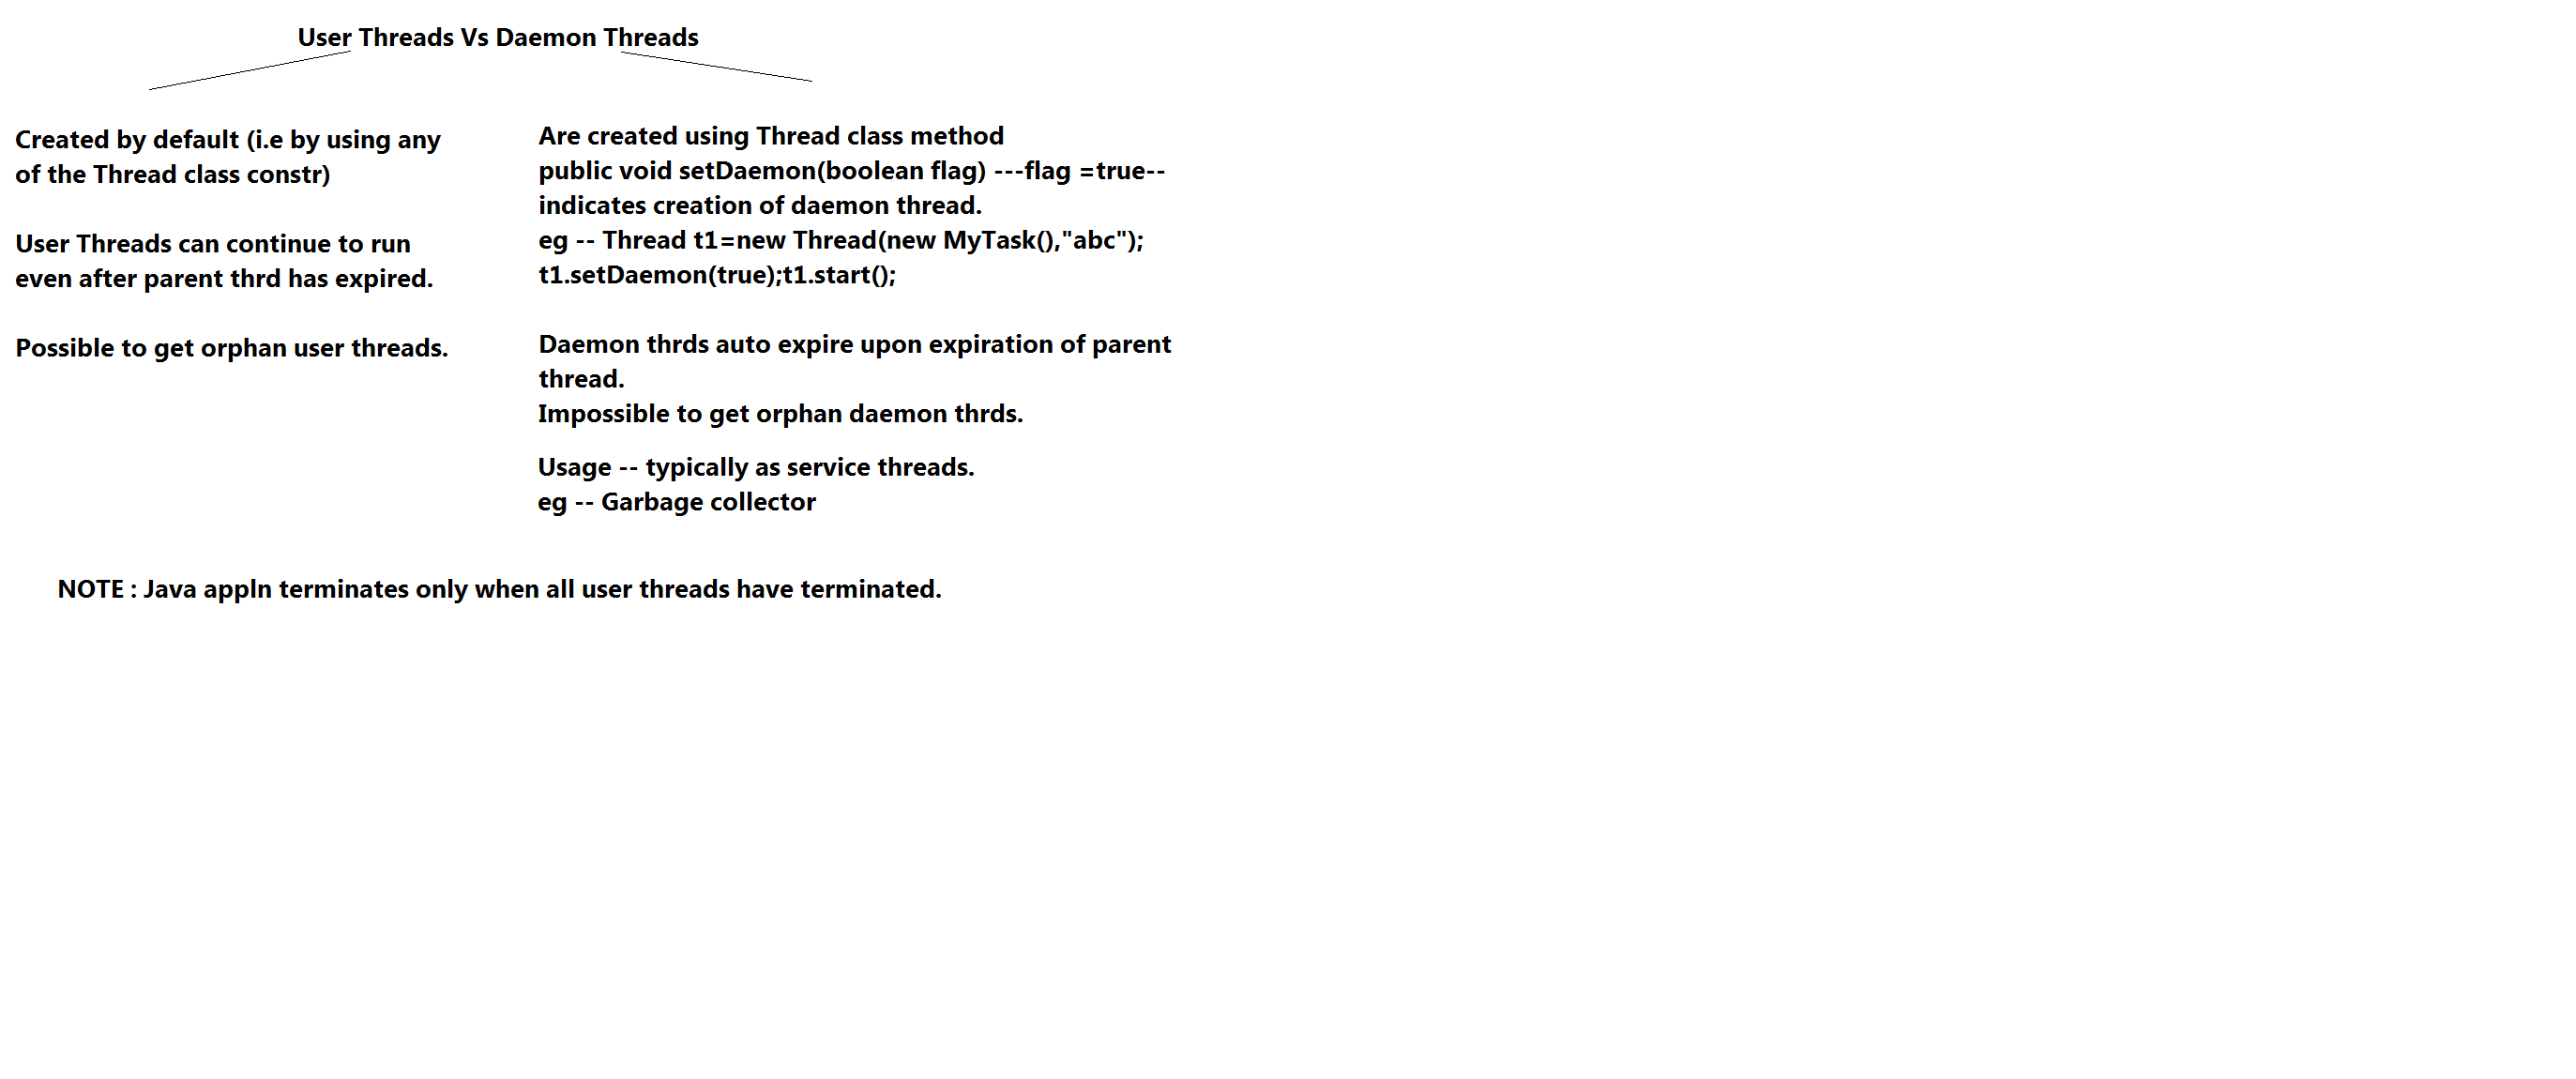 User Threads Vs Daemon Threads
Created by default (i.e by using any
of the Thread class constr)
User Threads can continue to run
even after parent thrd has expired.
Possible to get orphan user threads.
Are created using Thread class method
public void setDaemon(boolean flag) ---flag =true--
indicates creation of daemon thread.
eg -- Thread t1=new Thread(new MyTask(),"abc");
t1.setDaemon(true);t1.start();
Daemon thrds auto expire upon expiration of parent
thread.
Impossible to get orphan daemon thrds.
Usage -- typically as service threads.
eg -- Garbage collector
NOTE : Java appln terminates only when all user threads have terminated.